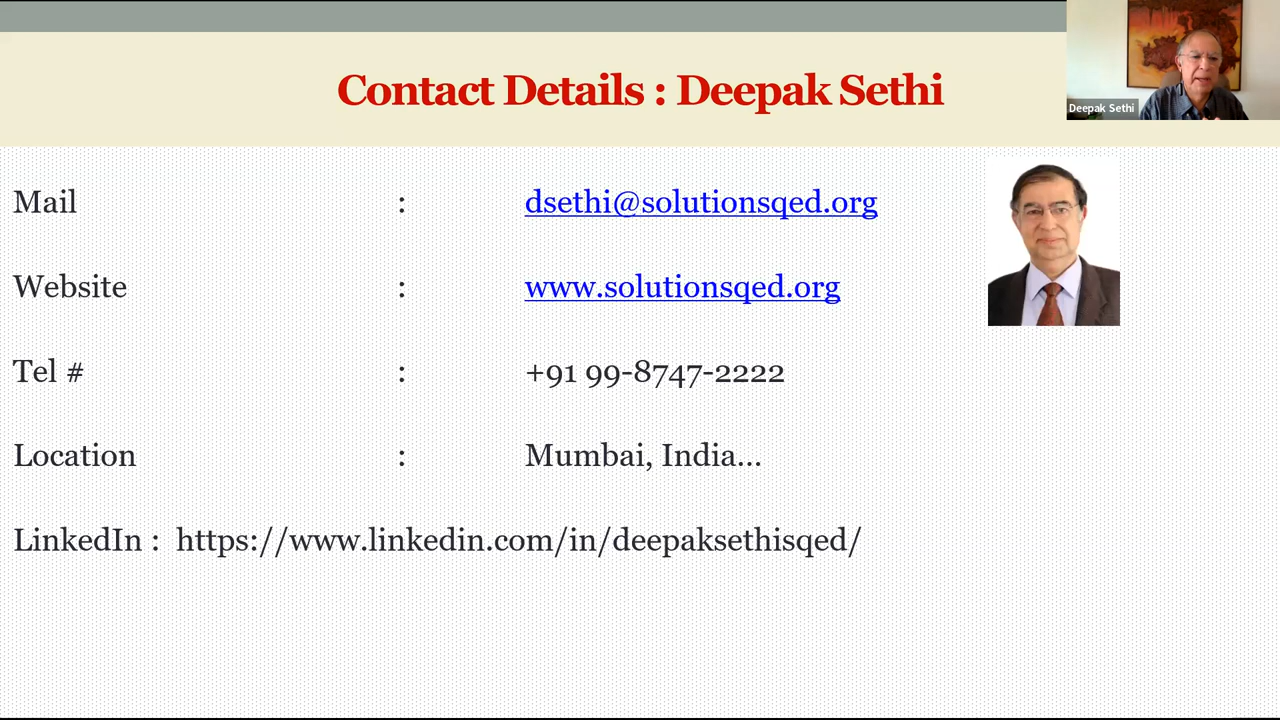 Contact Details : Deepak Sethi
Deepak Sethi
Mail : dsethi@solutionsqed.org
Website : www.solutionsqed.org
Tel # : +91 99-8747-2222
Location : Mumbai, India...
LinkedIn : https://www.linkedin.com/in/deepaksethisqed/